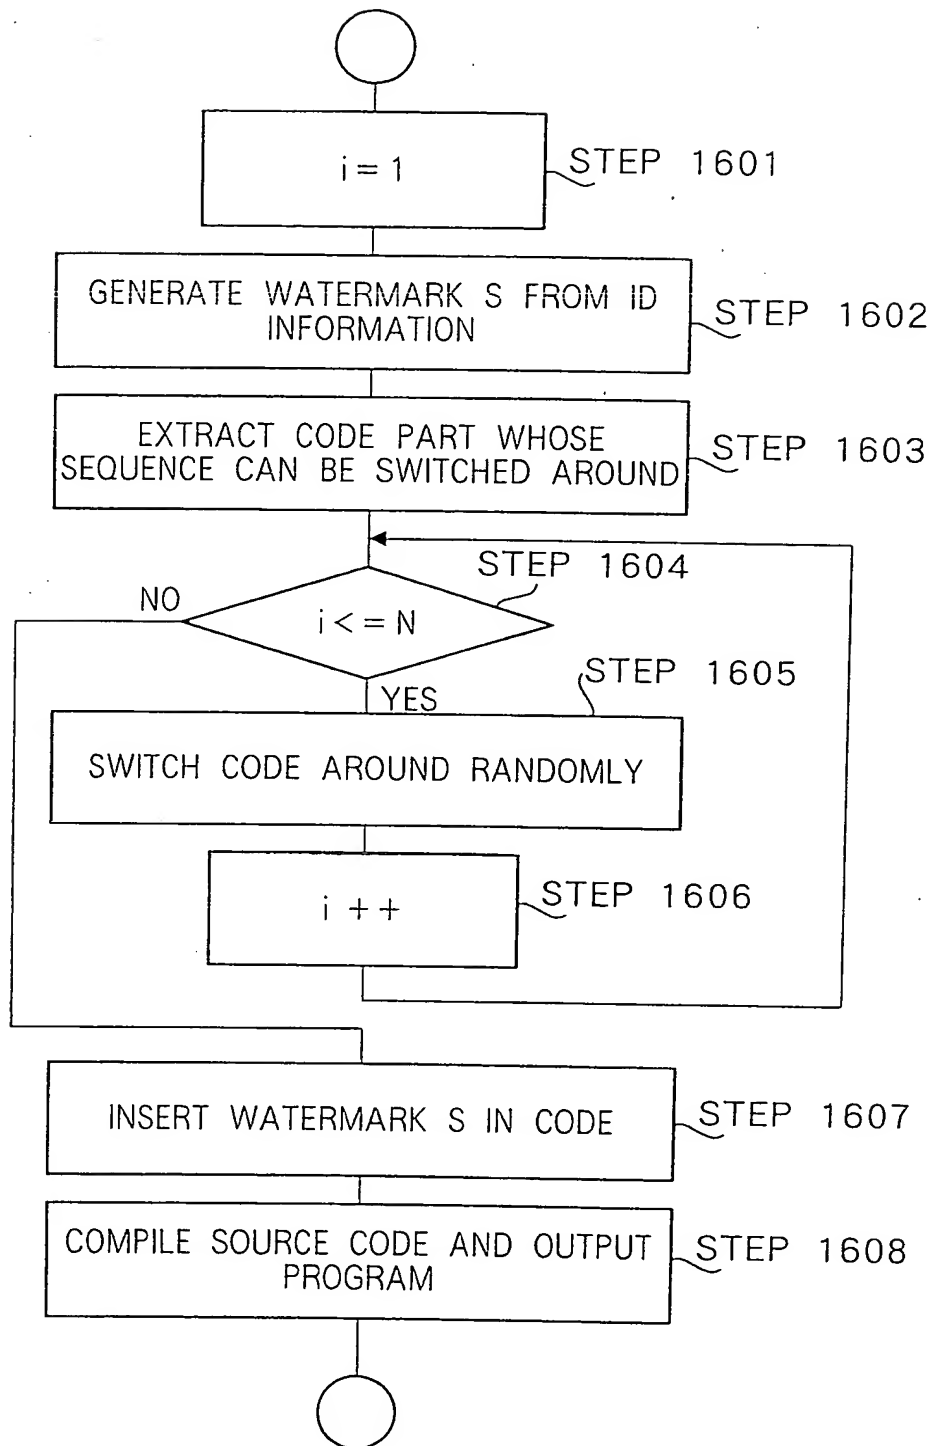 i = 1
STEP 1601
GENERATE WATERMARK S FROM ID
INFORMATION
STEP 1602
EXTRACT CODE PART WHOSE
SEQUENCE CAN BE SWITCHED AROUND
STEP 1603
STEP 1604
NO
i < = N
STEP 1605
YES
SWITCH CODE AROUND RANDOMLY
i + +
STEP 1606
INSERT WATERMARK S IN CODE
STEP 1607
COMPILE SOURCE CODE AND OUTPUT
PROGRAM
STEP 1608